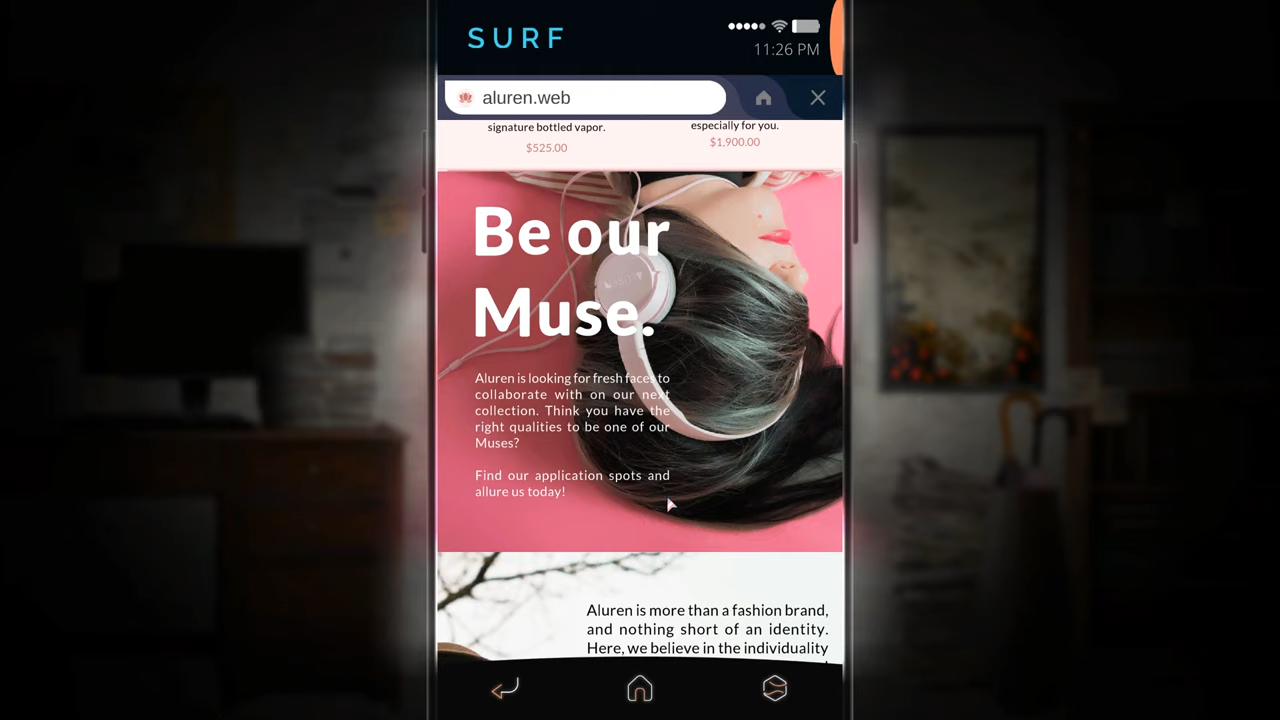 SURF
11:26 PM
aluren.web
signature bottled vapor.
especially for you.
$525.00
$1,900.00
Be our
Muse.
Aluren is looking for fresh faces to
collaborate with on our next
collection. Think you have the
right qualities to be one of our
Muses?
Find our application spots and
allure us today!
Aluren is more than a fashion brand,
and nothing short of an identity.
Here, we believe in the individuality